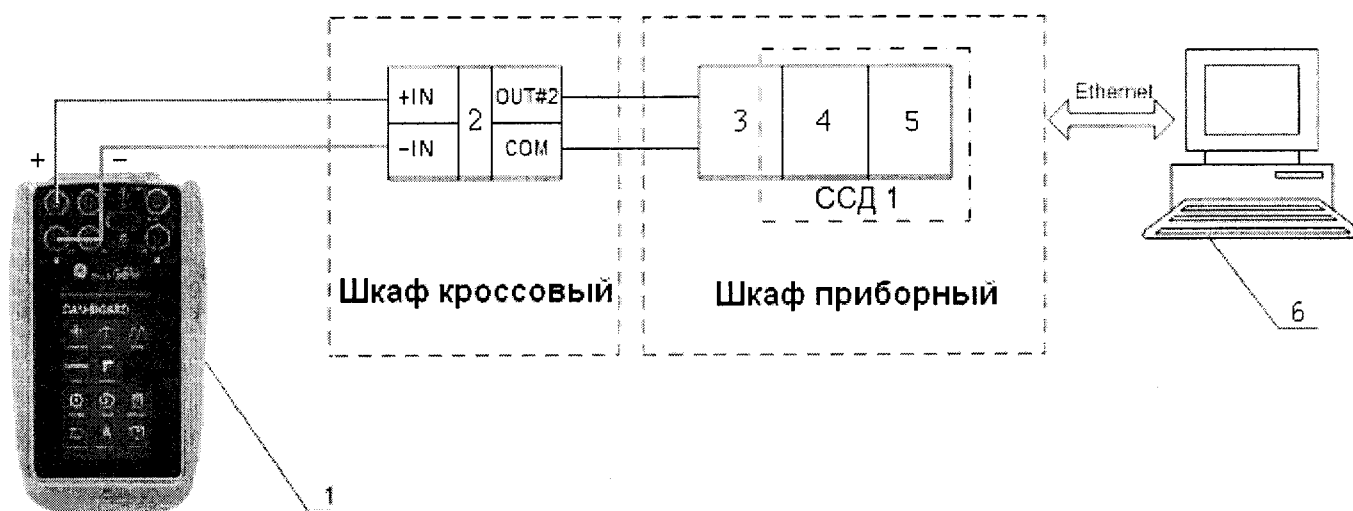 +IN
OUT#2
2
-IN
COM
3
4
5
ССД 1
Ethernet
+
-
Шкаф кроссовый
Шкаф приборный
DASHBOARD
6
1